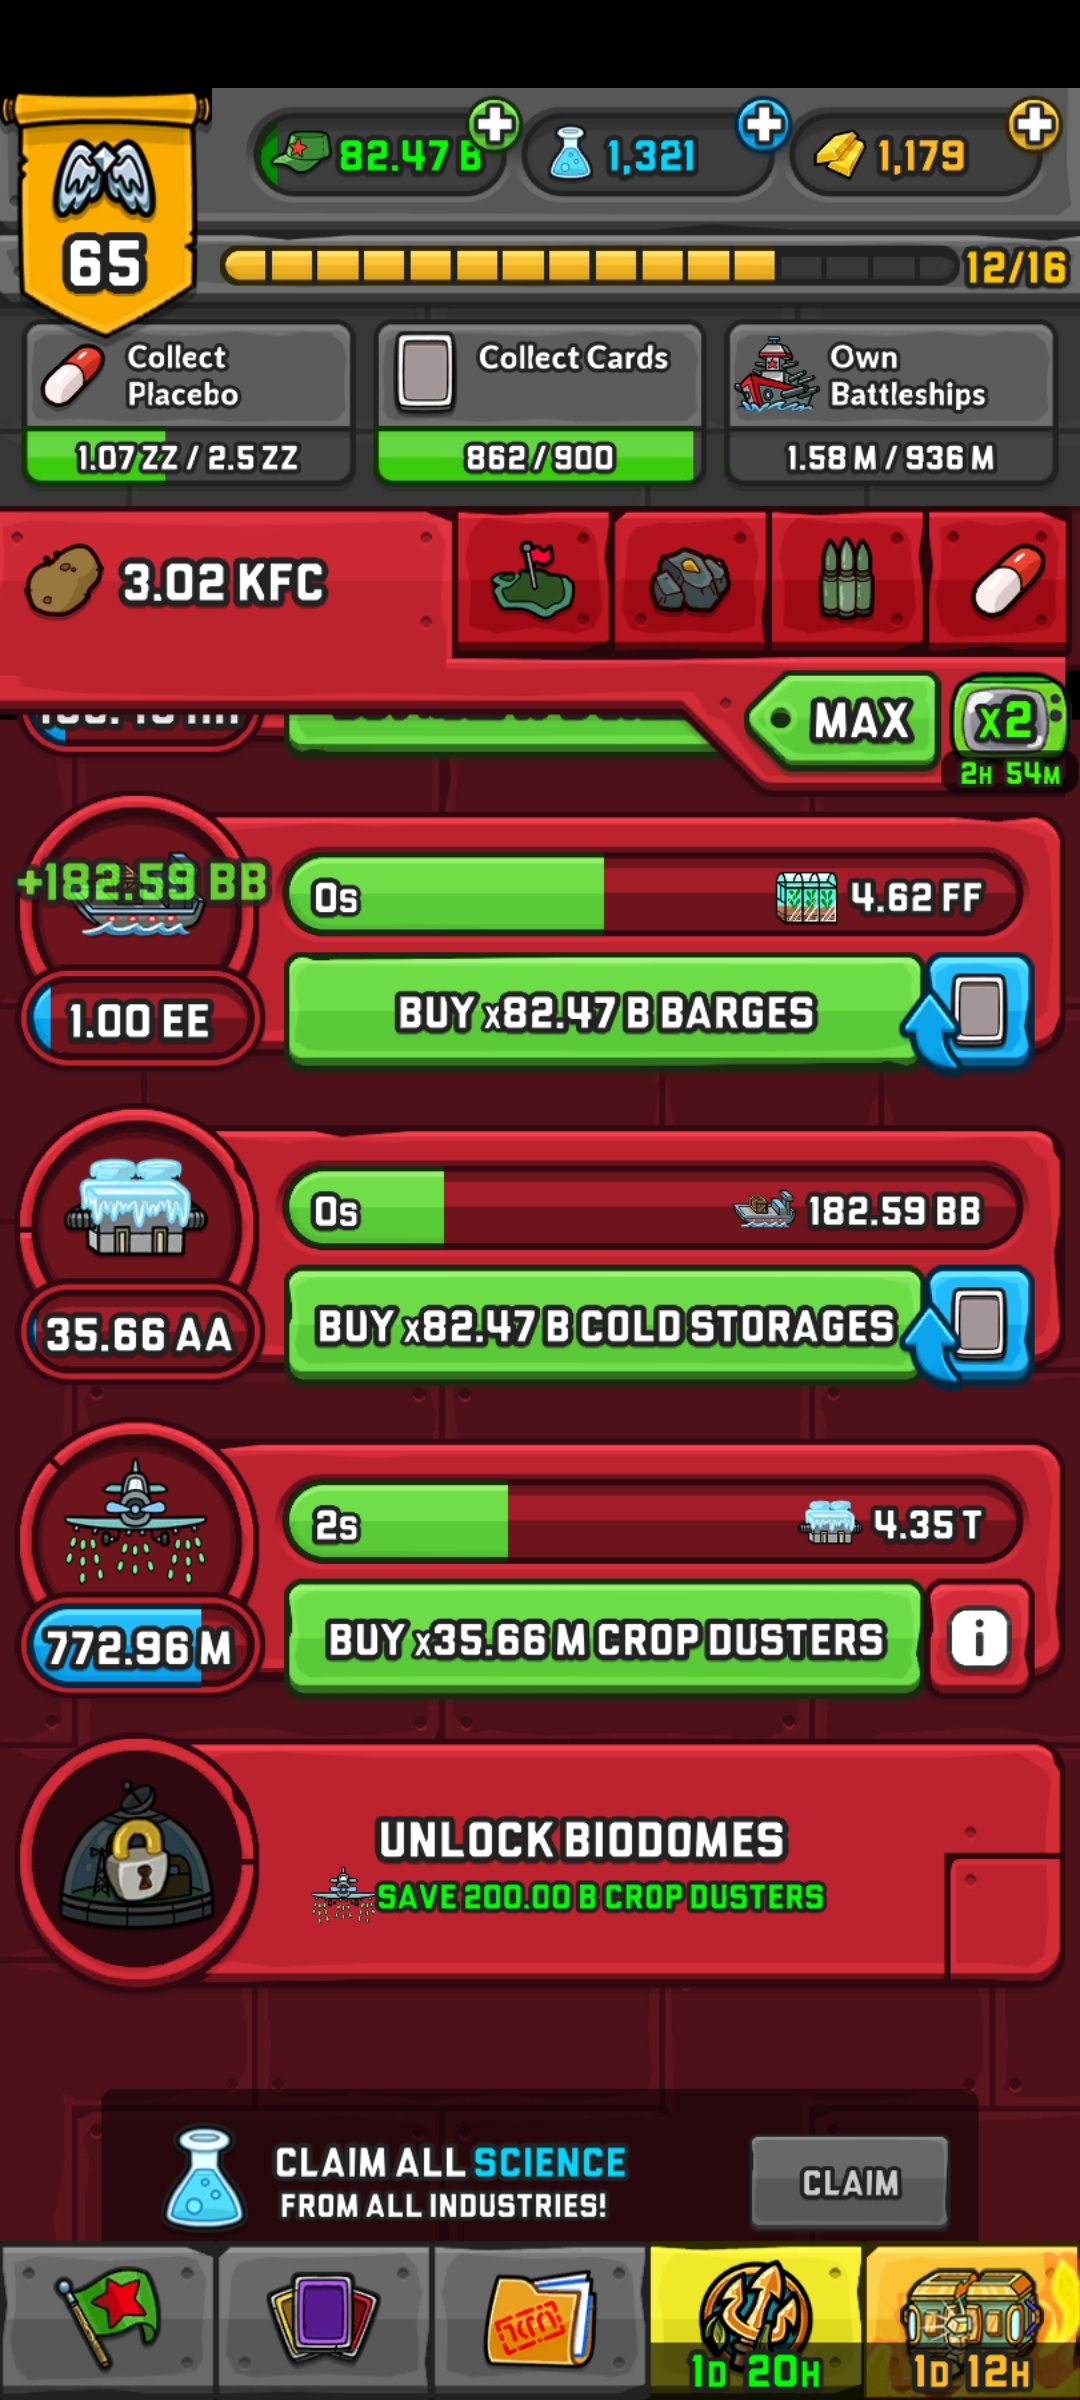 82.47 B
1,321
1,179
65
12/16
Collect
Placebo
1.07 ZZ / 2.5 ZZ
Collect Cards
862/900
Own
Battleships
1.58 M / 936 M
3.02 KFC
MAX
x2
2H 54M
+182.59 BB
0s
4.62 FF
1.00 EE
BUY x82.47 B BARGES
0s
182.59 BB
35.66 AA
BUY x82.47 B COLD STORAGES
2s
4.35 T
772.96 M
BUY x35.66 M CROP DUSTERS
i
UNLOCK BIODOMES
SAVE 200.00 B CROP DUSTERS
CLAIM ALL SCIENCE
FROM ALL INDUSTRIES!
CLAIM
1D 20H
1D 12H